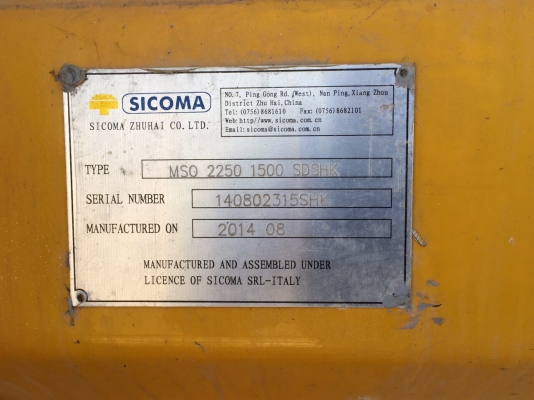 SICOMA
SICOMA ZHUHAI CO. LTD.
NO.7, Ping Gong Rd.(West), Nan Ping,Xiang Zhou
District Zhu Hai,China
Tel:(0756)8681610 Fax:(0756)8682101
Web:http//www.sicoma.com.cn
Email:sicoma@sicoma.com.cn
TYPE MSO 2250 1500 SDSHK
SERIAL NUMBER 140802315SHK
MANUFACTURED ON 2014 08
MANUFACTURED AND ASSEMBLED UNDER
LICENCE OF SICOMA SRL-ITALY